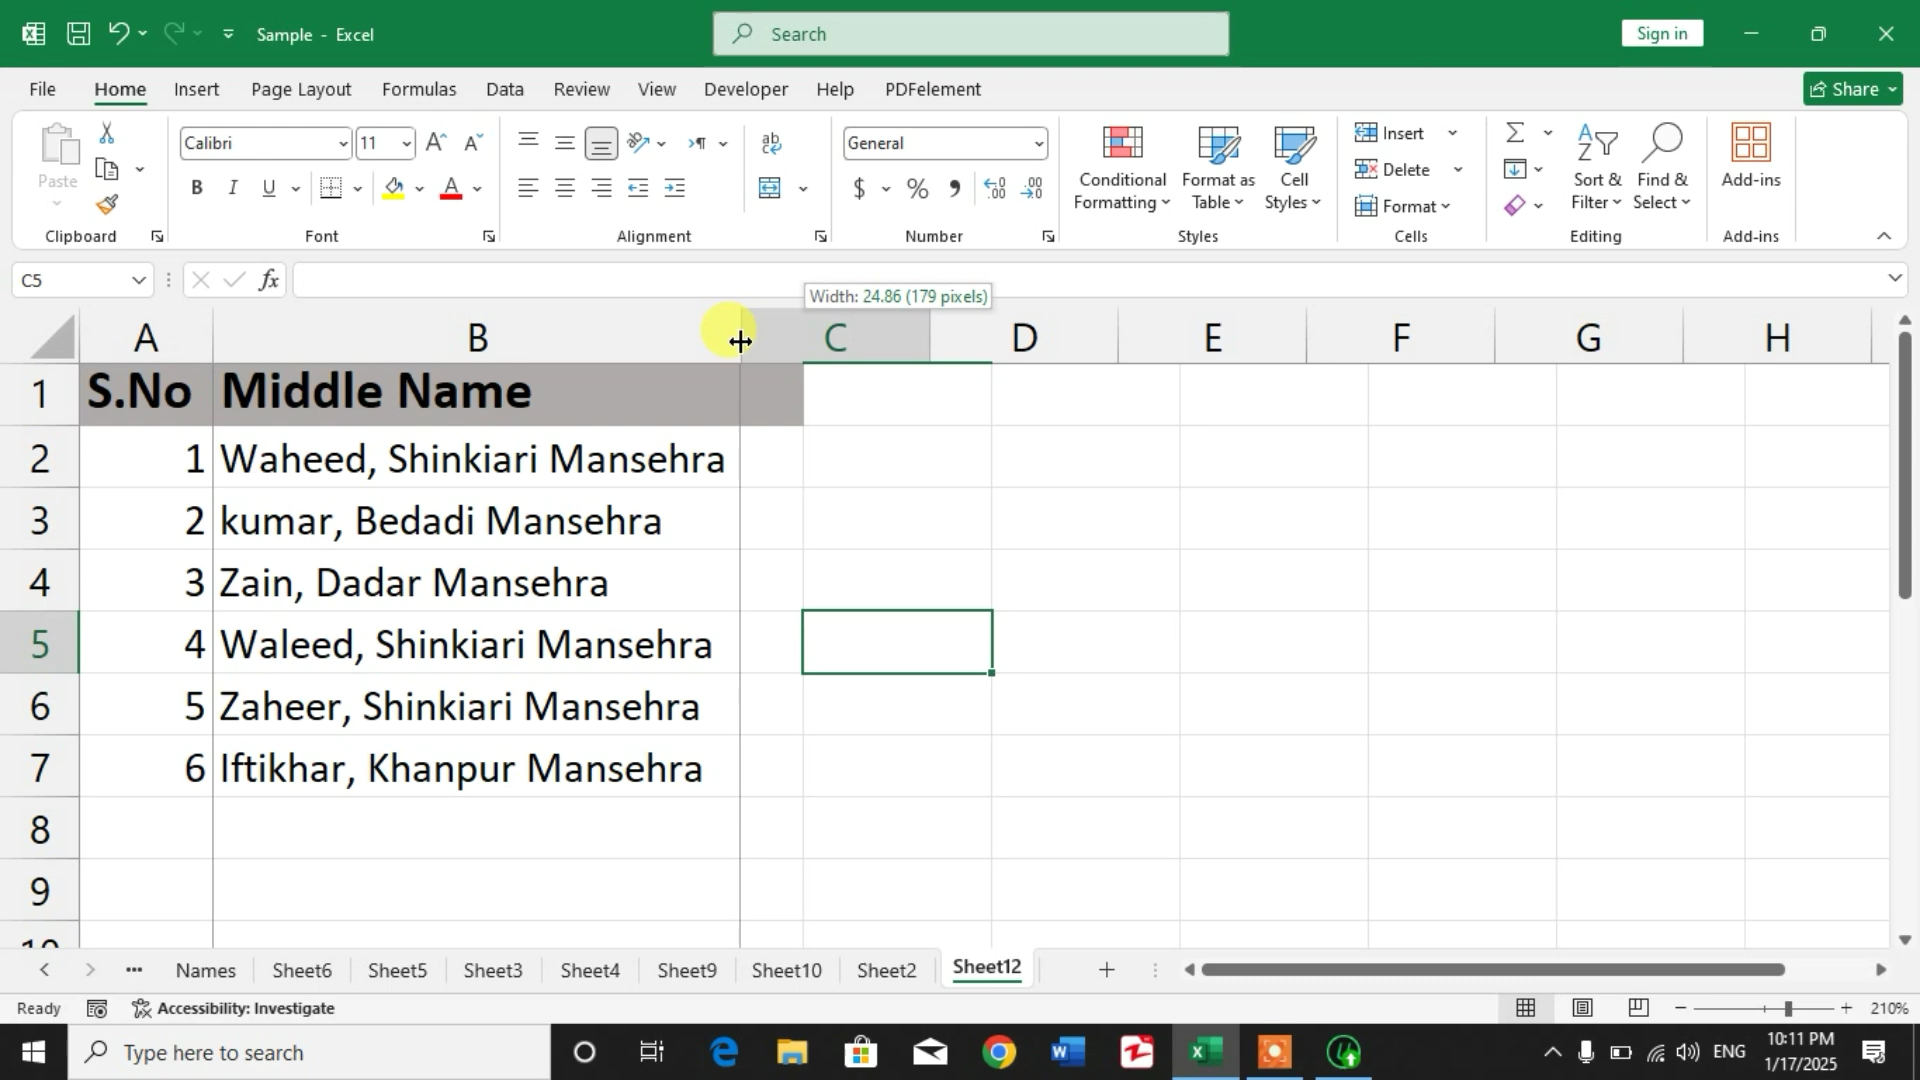 Sample - Excel
Search
Sign in
File Home Insert Page Layout Formulas Data Review View Developer Help PDFelement
Share
Paste
Clipboard
Calibri 11
B I U
Font
Alignment
General
$ % 9
Number
Conditional Formatting
Format as Table
Cell Styles
Styles
Insert
Delete
Format
Cells
Sort & Filter
Find & Select
Editing
Add-ins
Add-ins
C5
fx
Width: 24.86 (179 pixels)
A B C D E F G H
1 S.No Middle Name
2 1 Waheed, Shinkiari Mansehra
3 2 kumar, Bedadi Mansehra
4 3 Zain, Dadar Mansehra
5 4 Waleed, Shinkiari Mansehra
6 5 Zaheer, Shinkiari Mansehra
7 6 Iftikhar, Khanpur Mansehra
8
9
10
Names Sheet6 Sheet5 Sheet3 Sheet4 Sheet9 Sheet10 Sheet2 Sheet12
Ready Accessibility: Investigate 210%
Type here to search
ENG
10:11 PM
1/17/2025